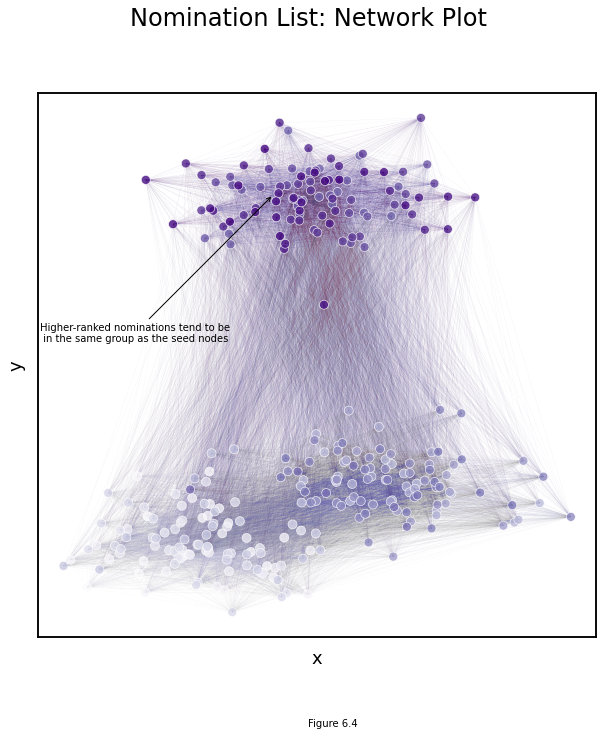 Nomination List: Network Plot
Higher-ranked nominations tend to be
in the same group as the seed nodes
y
x
Figure 6.4